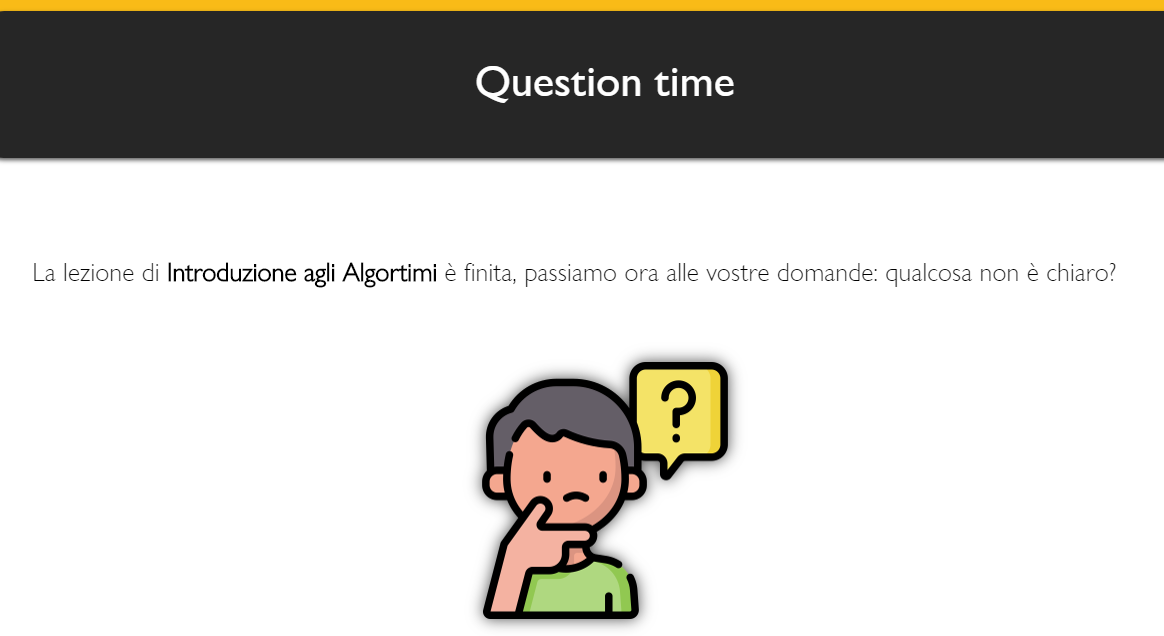 Question time
La lezione di Introduzione agli Algortimi è finita, passiamo ora alle vostre domande: qualcosa non è chiaro?
?